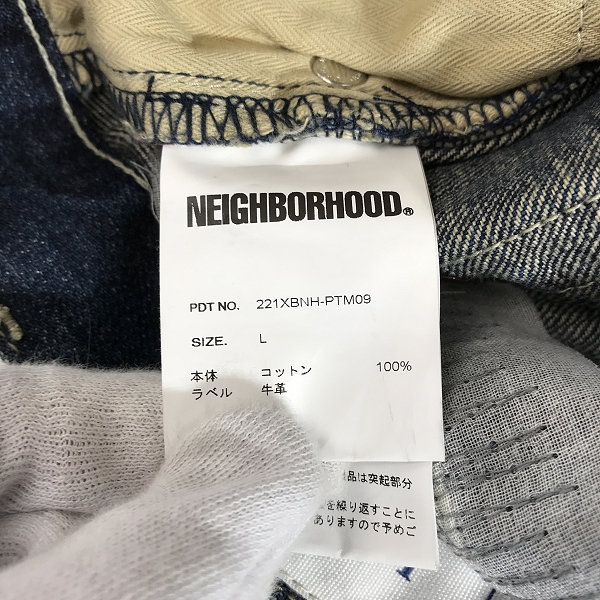 NEIGHBORHOOD®
PDT NO. 221XBNH-PTM09
SIZE. L
本体 コットン 100%
ラベル 牛革
品は突起部分
を繰り返すことに
ありますので予めご